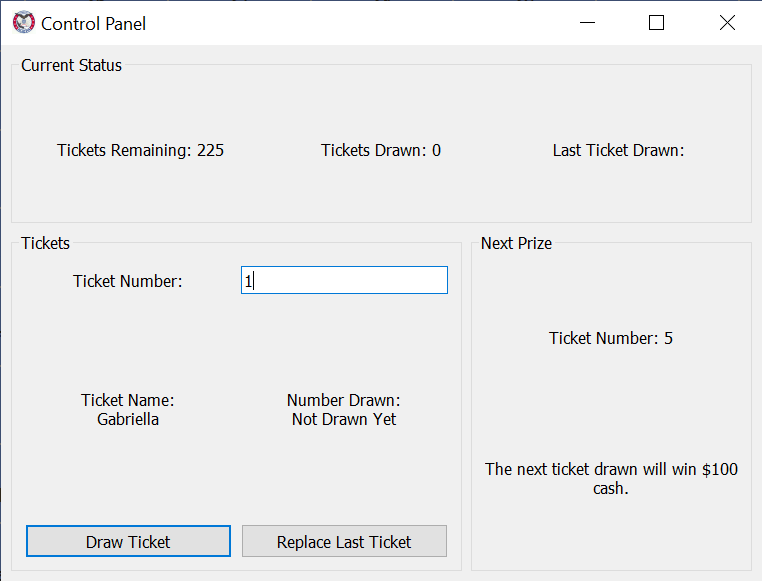 Control Panel
Current Status
Tickets Remaining: 225
Tickets Drawn: 0
Last Ticket Drawn:
Tickets
Ticket Number:
1
Ticket Name:
Gabriella
Number Drawn:
Not Drawn Yet
Draw Ticket
Replace Last Ticket
Next Prize
Ticket Number: 5
The next ticket drawn will win $100
cash.